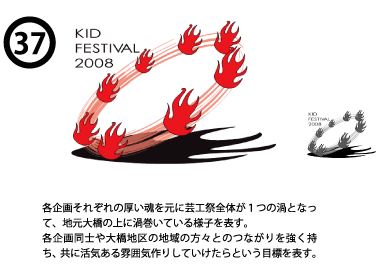 37
KID
FESTIVAL
2008
KID
FESTIVAL
2008
各企画それぞれの厚い魂を元に芸工祭全体が１つの渦となっ
て、地元大橋の上に渦巻いている様子を表す。
各企画同士や大橋地区の地域の方々とのつながりを強く持
ち、共に活気ある雰囲気作りしていけたらという目標を表す。